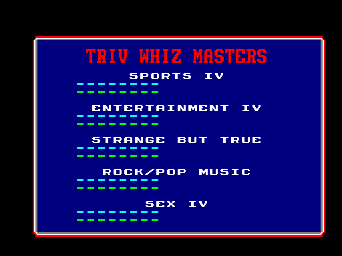 TRIV WHIZ MASTERS
SPORTS IV
---------
---------
ENTERTAINMENT IV
---------
---------
STRANGE BUT TRUE
---------
---------
ROCK/POP MUSIC
---------
---------
SEX IV
---------
---------